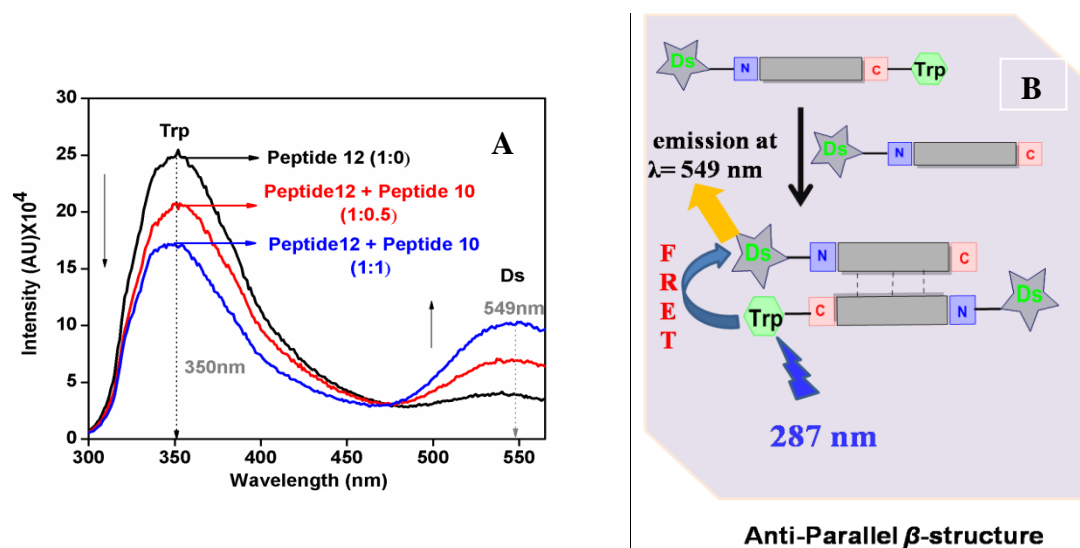 A
30
25
20
15
10
5
0
Intensity (AU)X10⁴
Trp
Peptide 12 (1:0)
Peptide12 + Peptide 10
(1:0.5)
Peptide12 + Peptide 10
(1:1)
Ds
549nm
350nm
300
350
400
450
500
550
Wavelength (nm)
B
Ds
N
C
Trp
emission at
λ= 549 nm
Ds
N
C
FRET
Ds
N
C
Trp
C
N
Ds
287 nm
Anti-Parallel β-structure